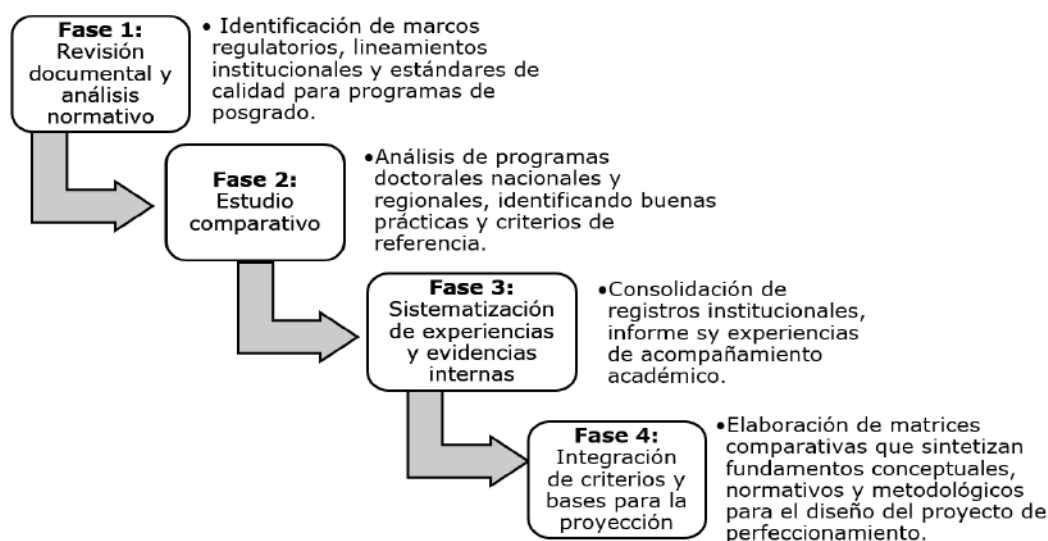 Fase 1:
Revisión
documental y
análisis
normativo
• Identificación de marcos
regulatorios, lineamientos
institucionales y estándares de
calidad para programas de
posgrado.
Fase 2:
Estudio
comparativo
•Análisis de programas
doctorales nacionales y
regionales, identificando buenas
prácticas y criterios de
referencia.
Fase 3:
Sistematización
de experiencias
y evidencias
internas
•Consolidación de
registros institucionales,
informe sy experiencias
de acompañamiento
académico.
Fase 4:
Integración
de criterios y
bases para la
proyección
•Elaboración de matrices
comparativas que sintetizan
fundamentos conceptuales,
normativos y metodológicos
para el diseño del proyecto de
perfeccionamiento.